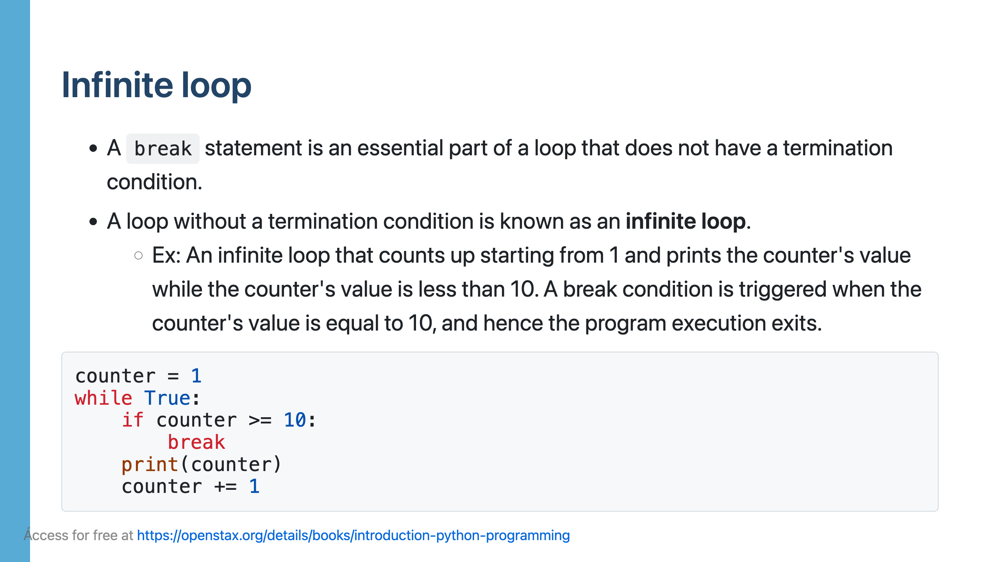 Infinite loop
A break statement is an essential part of a loop that does not have a termination
condition.
A loop without a termination condition is known as an infinite loop.
Ex: An infinite loop that counts up starting from 1 and prints the counter's value
while the counter's value is less than 10. A break condition is triggered when the
counter's value is equal to 10, and hence the program execution exits.
counter = 1
while True:
    if counter >= 10:
        break
    print(counter)
    counter += 1
Áccess for free at https://openstax.org/details/books/introduction-python-programming